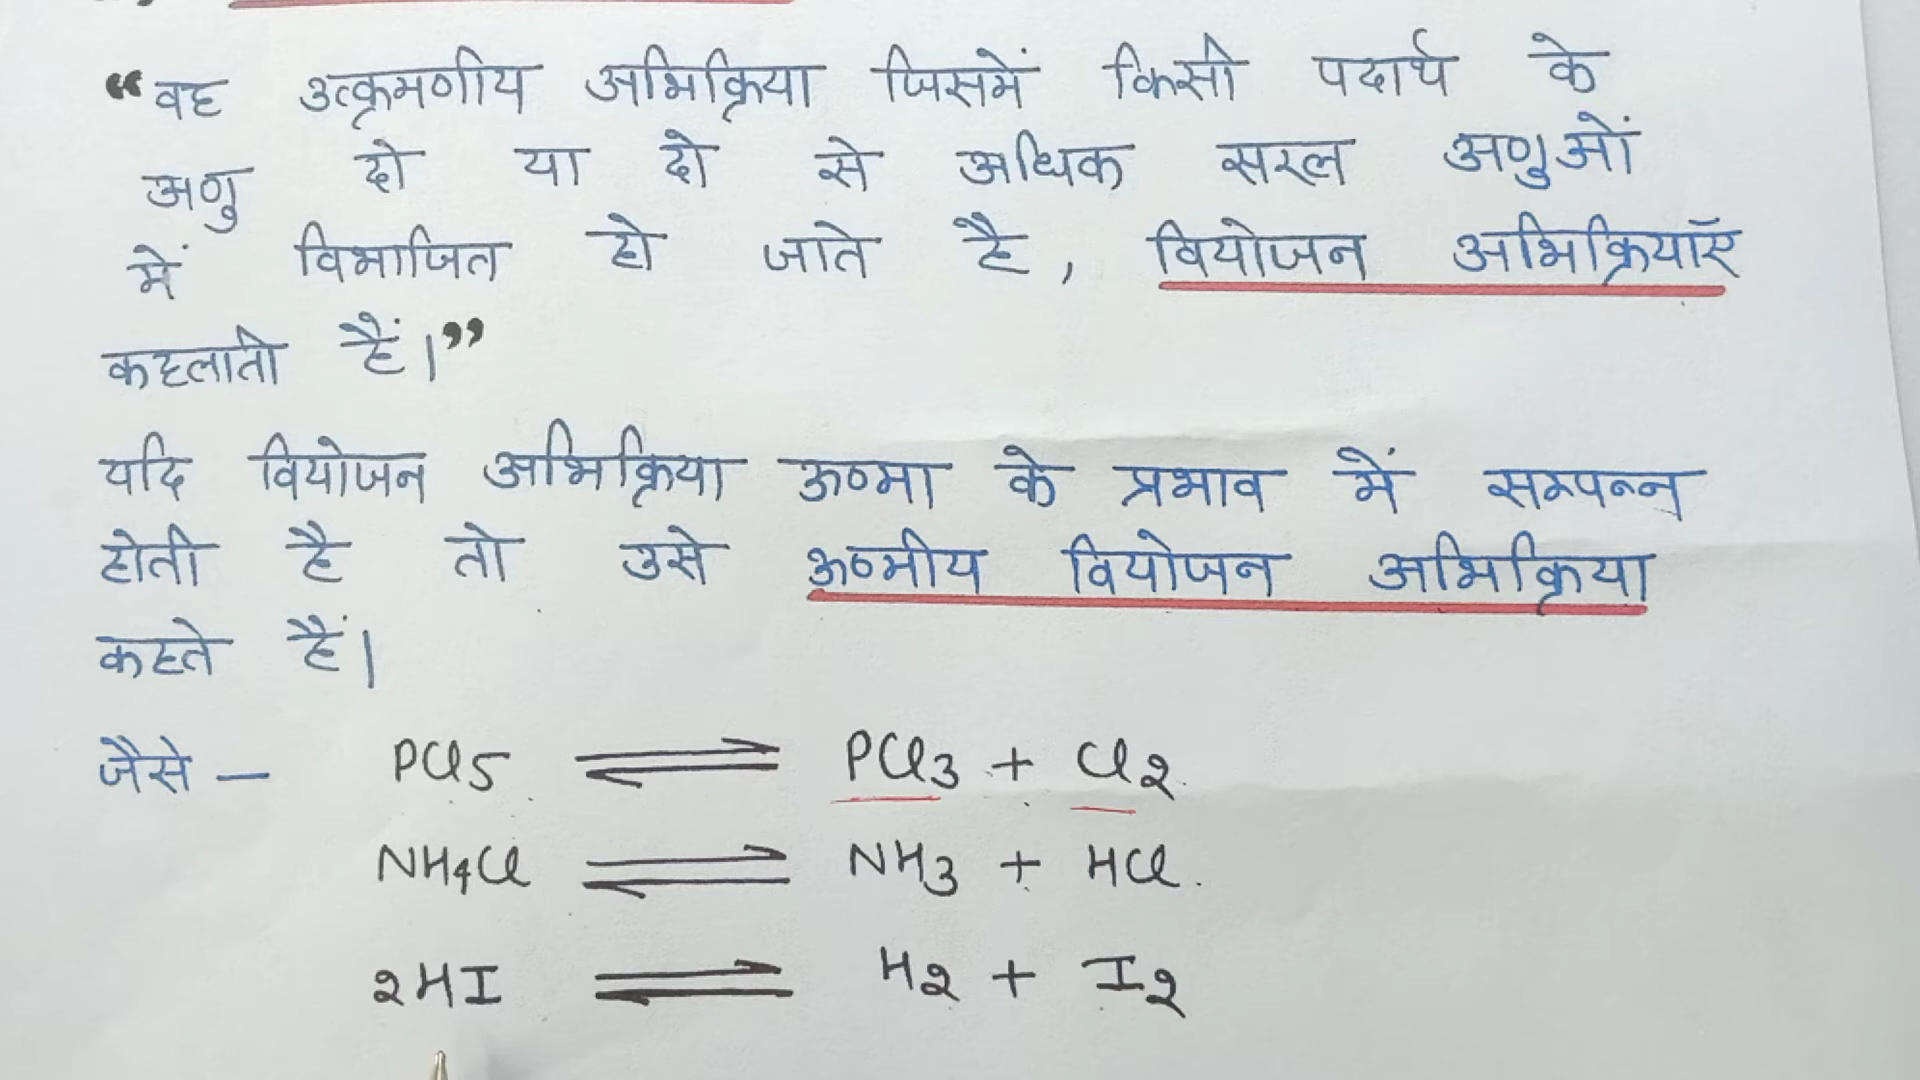 “वह उत्क्रमणीय अभिक्रिया जिसमें किसी पदार्थ के
अणु दो या दो से अधिक सरल अणुओं
में विभाजित हो जाते है, वियोजन अभिक्रियाएँ
कहलाती हैं।”
यदि वियोजन अभिक्रिया ऊष्मा के प्रभाव में सम्पन्न
होती है तो उसे ऊष्मीय वियोजन अभिक्रिया
कहते हैं।
जैसे – PCl5 ⇌ PCl3 + Cl2
NH4Cl ⇌ NH3 + HCl.
2HI ⇌ H2 + I2